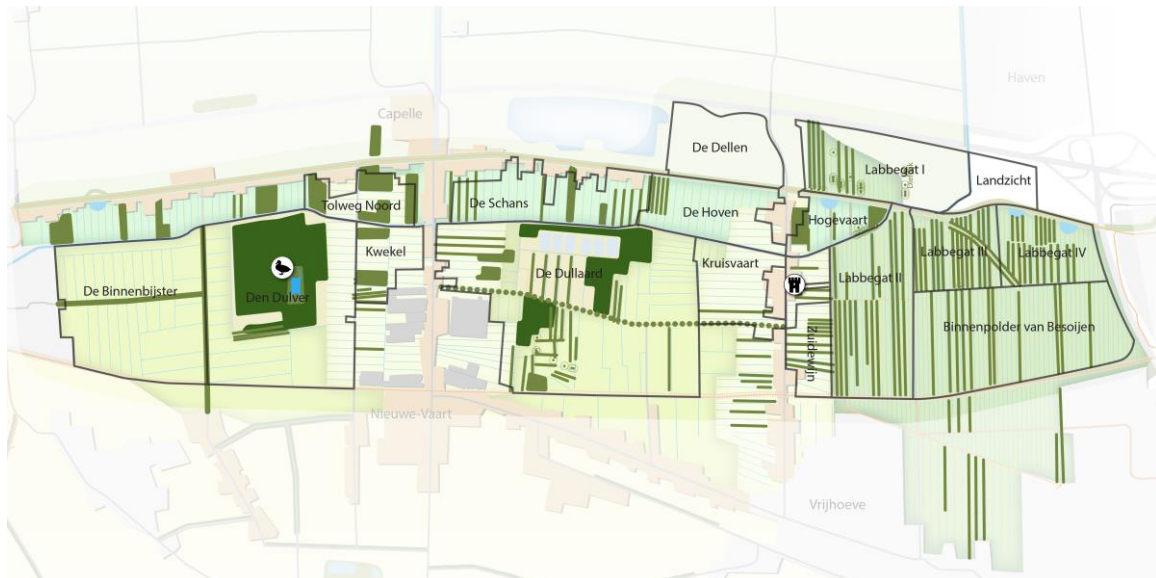 Haven
Capelle
De Dellen
Labbegat I
Landzicht
Tolweg Noord
De Schans
De Hoven
Hogevaart
Kwekel
Kruisvaart
Labbegat III
Labbegat IV
De Binnenbijster
Den Dulver
De Dullaard
Labbegat II
Zuidewijn
Binnenpolder van Besoijen
Nieuwe-Vaart
Vrijhoeve